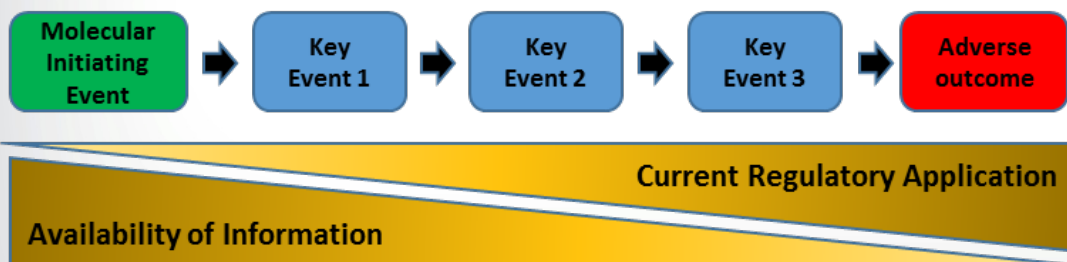 Molecular
Initiating
Event
Key
Event 1
Key
Event 2
Key
Event 3
Adverse
outcome
Current Regulatory Application
Availability of Information